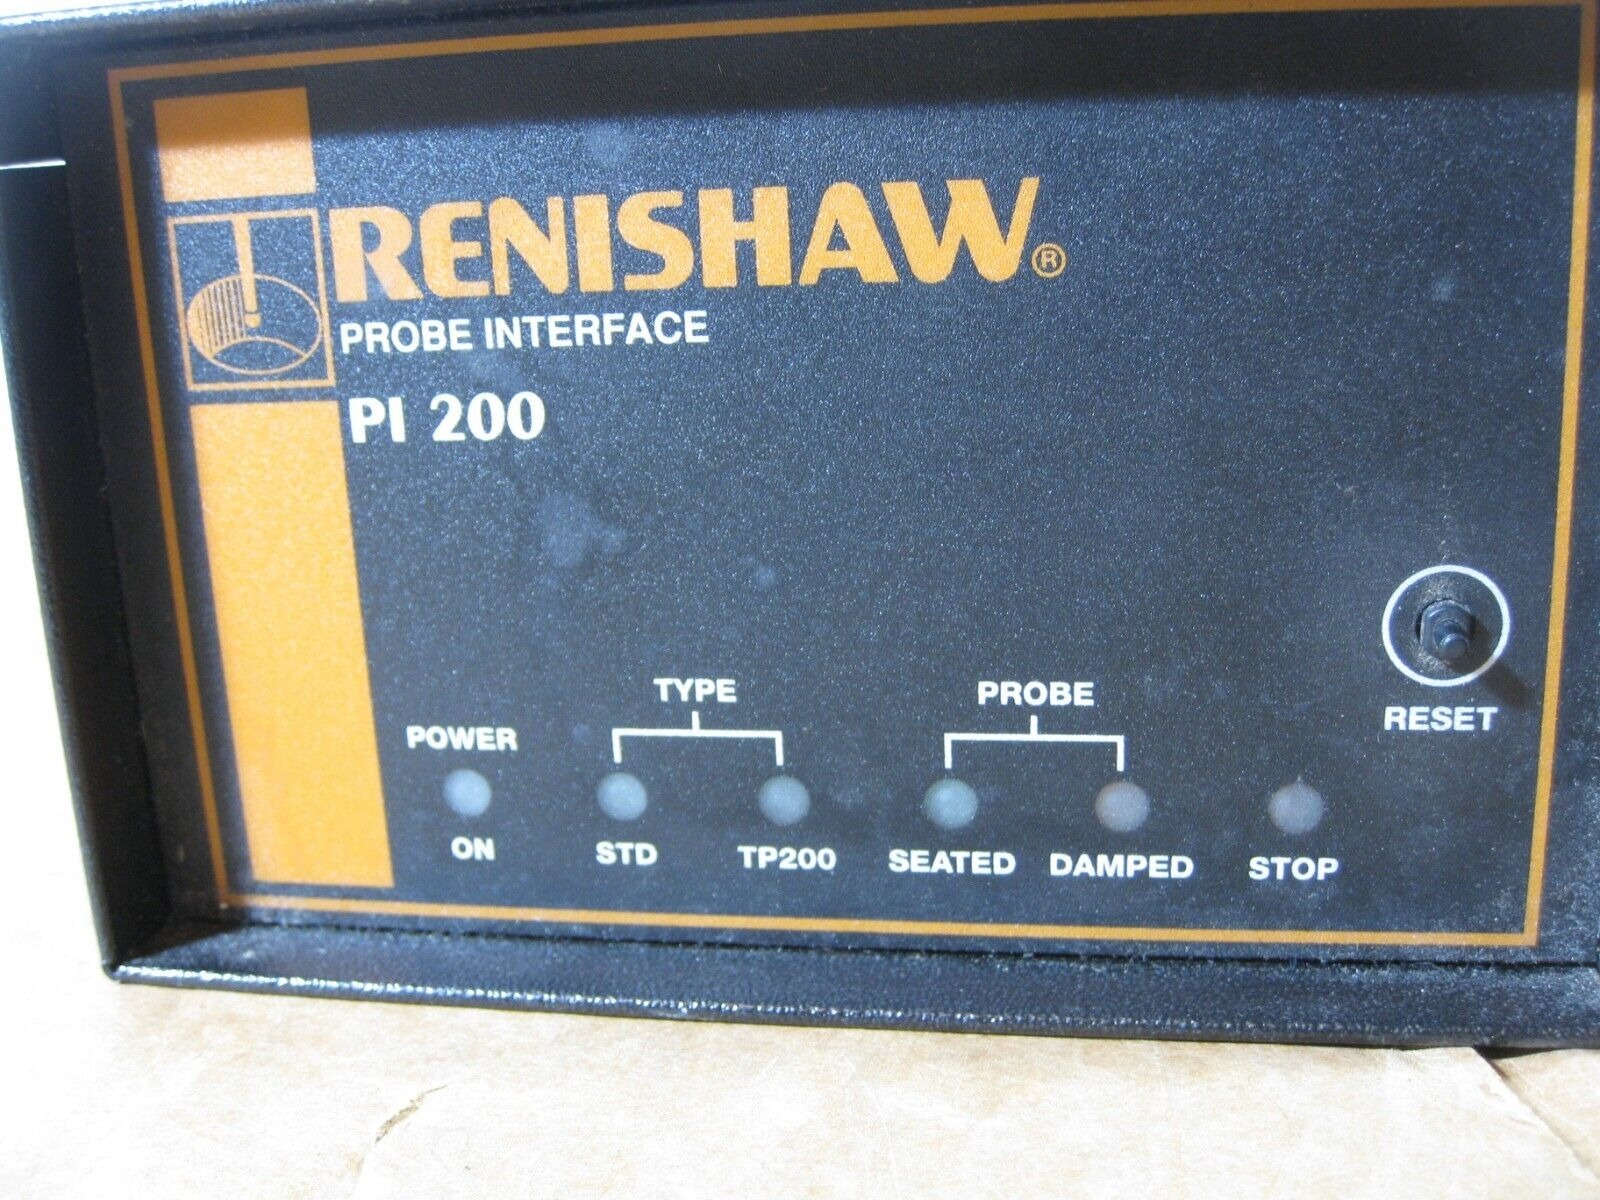 RENISHAW®
PROBE INTERFACE
PI 200
TYPE
PROBE
POWER
RESET
ON
STD
TP200
SEATED
DAMPED
STOP